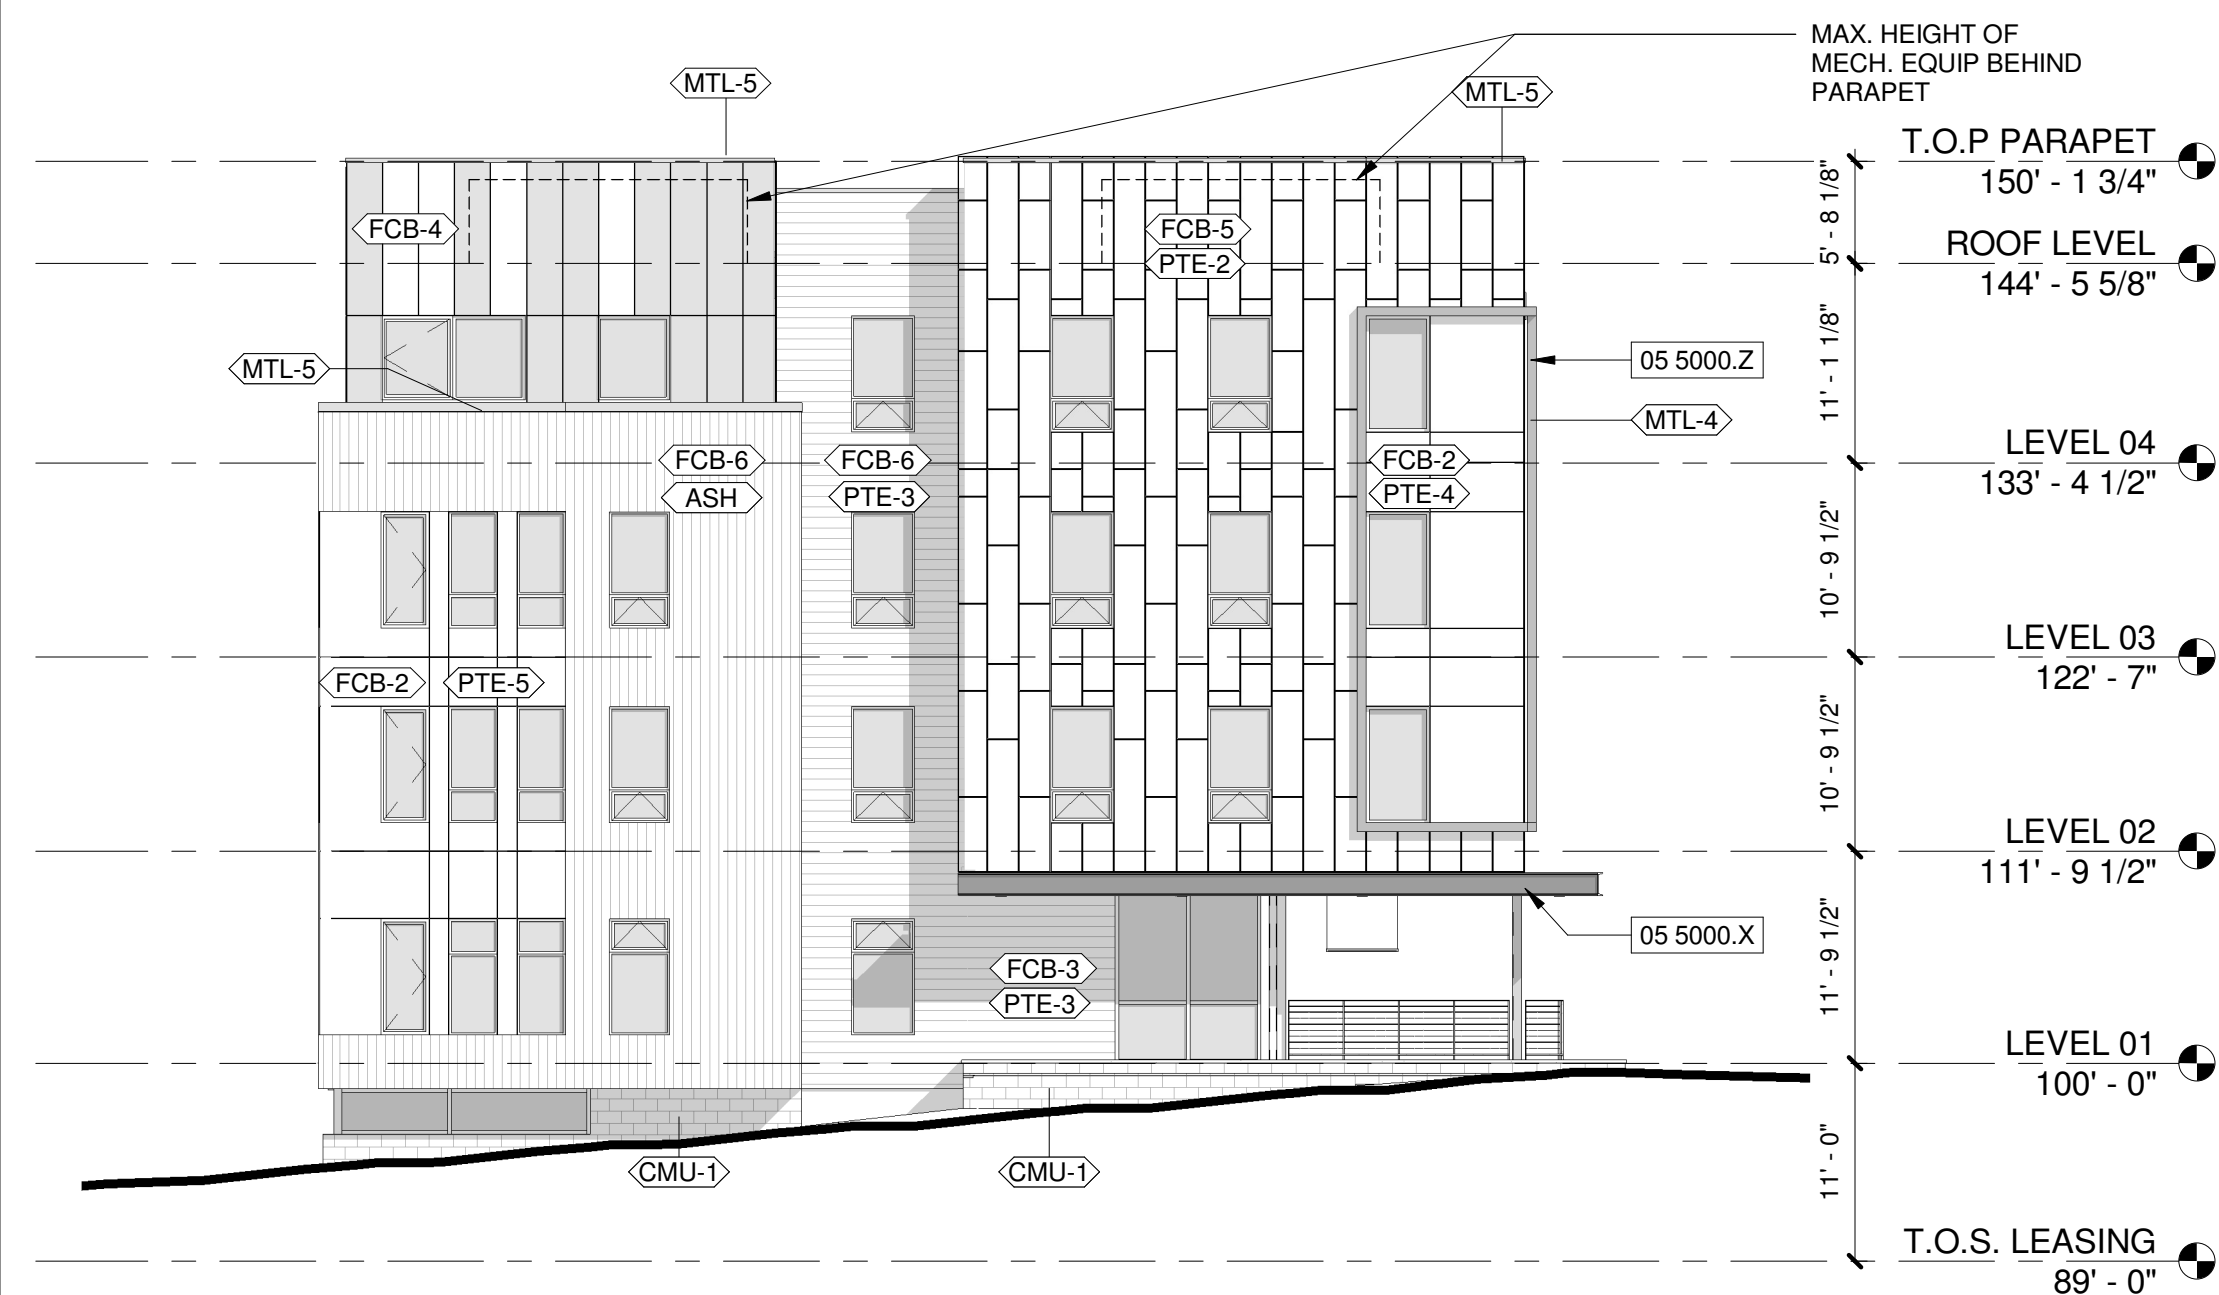 MAX. HEIGHT OF
MECH. EQUIP BEHIND
PARAPET
MTL-5
MTL-5
T.O.P PARAPET
150' - 1 3/4"
5' - 8 1/8"
FCB-4
FCB-5
PTE-2
ROOF LEVEL
144' - 5 5/8"
11' - 1 1/8"
MTL-5
05 5000.Z
MTL-4
FCB-6
ASH
FCB-6
PTE-3
FCB-2
PTE-4
LEVEL 04
133' - 4 1/2"
10' - 9 1/2"
LEVEL 03
122' - 7"
FCB-2
PTE-5
10' - 9 1/2"
LEVEL 02
111' - 9 1/2"
05 5000.X
11' - 9 1/2"
FCB-3
PTE-3
LEVEL 01
100' - 0"
CMU-1
CMU-1
11' - 0"
T.O.S. LEASING
89' - 0"